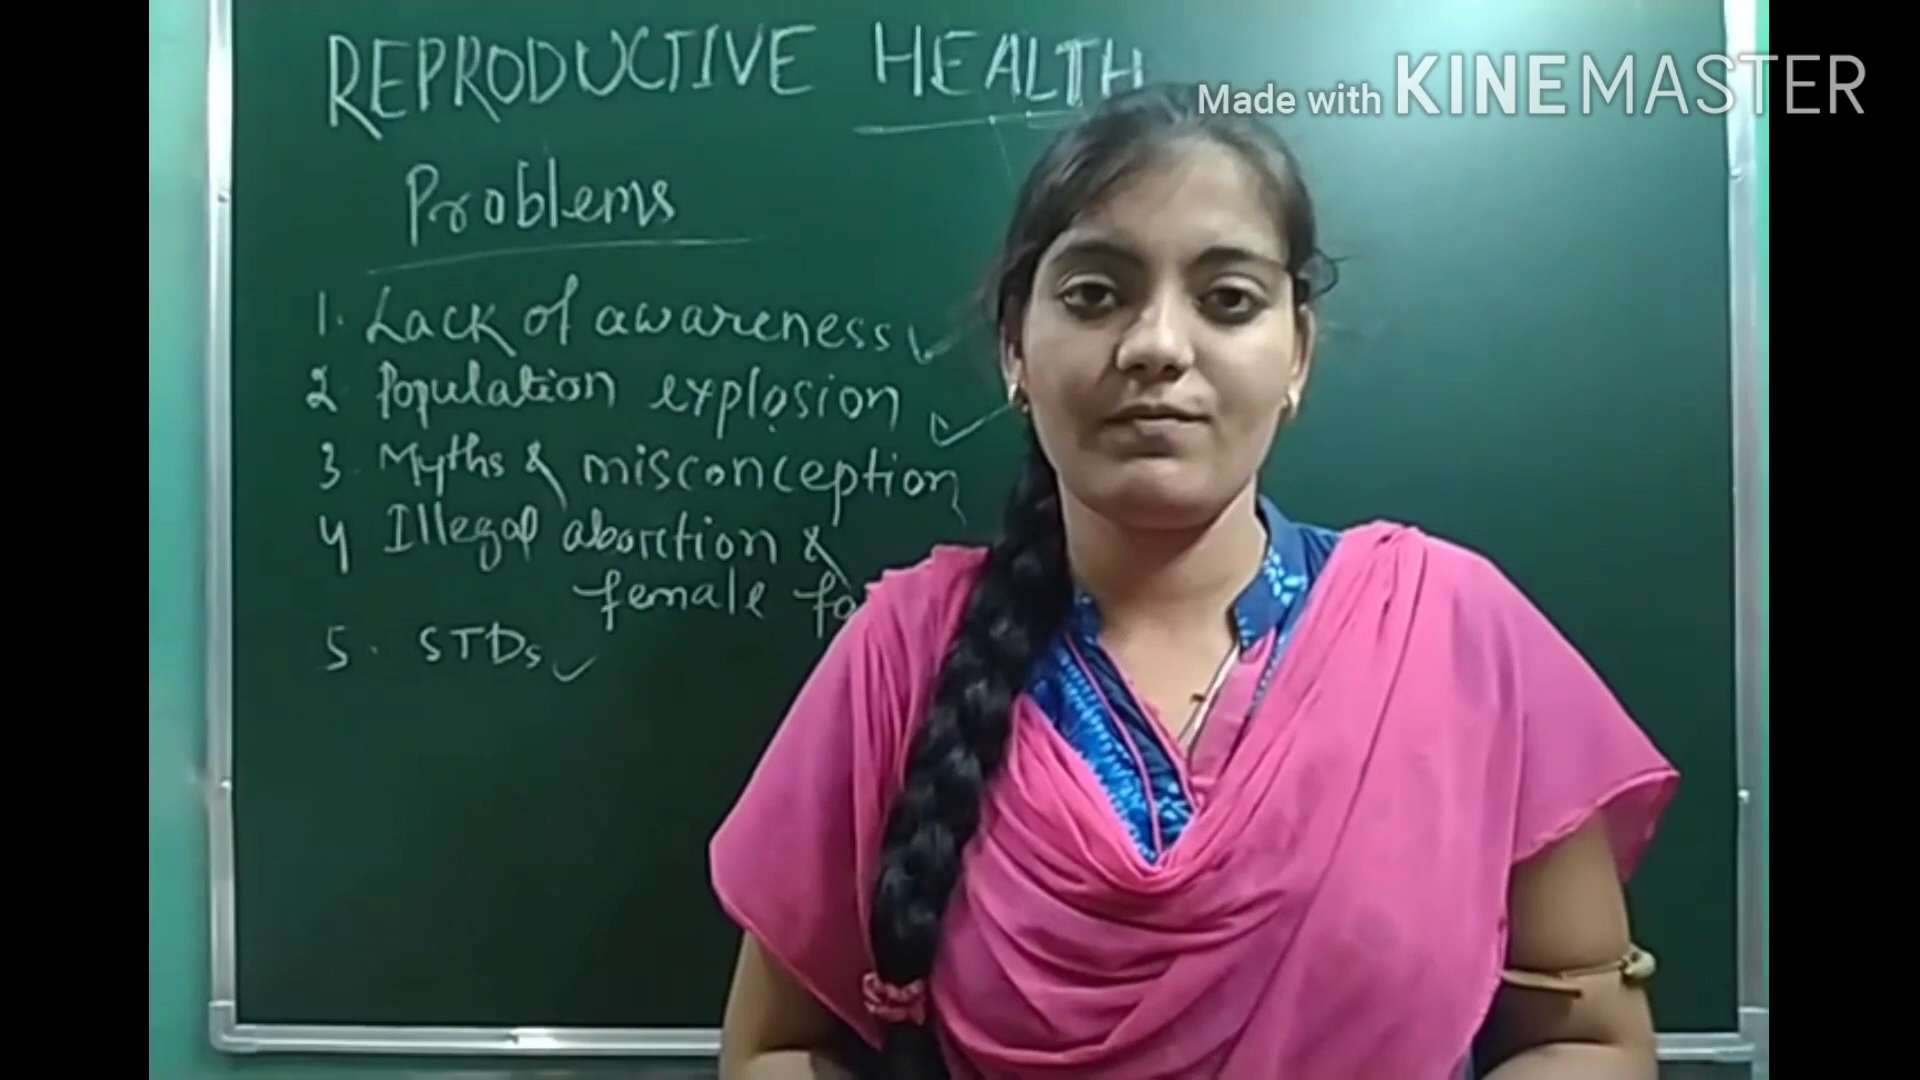 REPRODUCTIVE HEALTH
Made with KINEMASTER
Problems
1. Lack of awareness ✓
2 Population explosion ✓
3. Myths & misconception
4 Illegal abortion &
female
5. STDs ✓